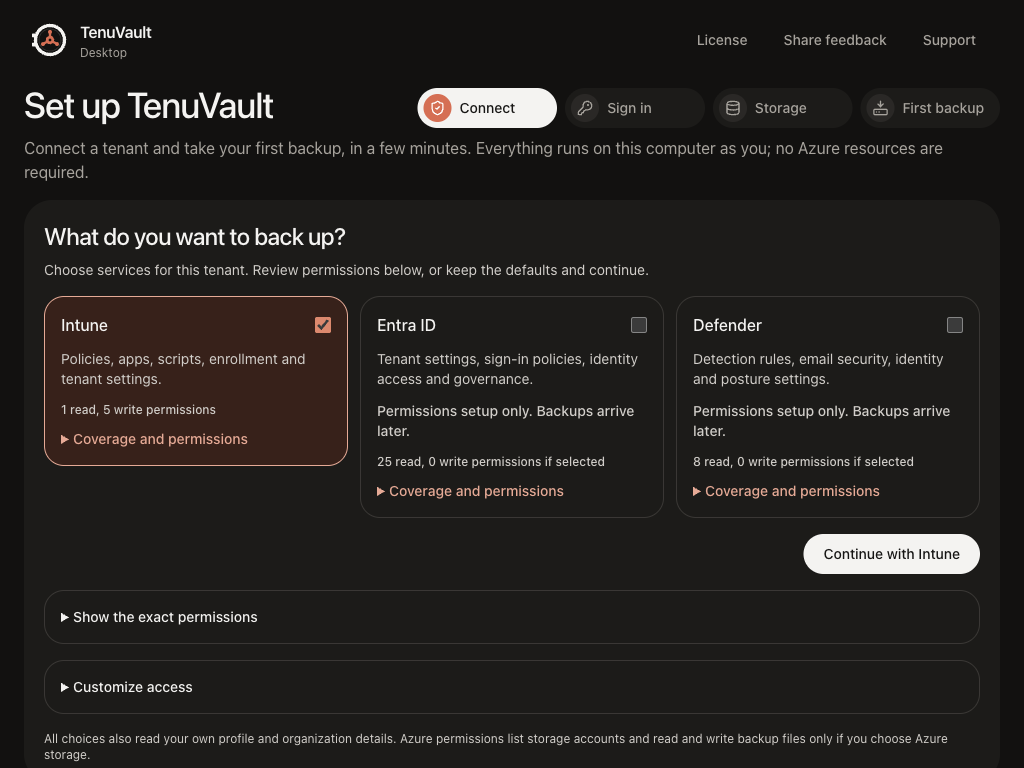 TenuVault
Desktop
License
Share feedback
Support
Set up TenuVault
Connect
Sign in
Storage
First backup
Connect a tenant and take your first backup, in a few minutes. Everything runs on this computer as you; no Azure resources are
required.
What do you want to back up?
Choose services for this tenant. Review permissions below, or keep the defaults and continue.
Intune
Policies, apps, scripts, enrollment and
tenant settings.
1 read, 5 write permissions
Coverage and permissions
Entra ID
Tenant settings, sign-in policies, identity
access and governance.
Permissions setup only. Backups arrive
later.
25 read, 0 write permissions if selected
Coverage and permissions
Defender
Detection rules, email security, identity
and posture settings.
Permissions setup only. Backups arrive
later.
8 read, 0 write permissions if selected
Coverage and permissions
Continue with Intune
Show the exact permissions
Customize access
All choices also read your own profile and organization details. Azure permissions list storage accounts and read and write backup files only if you choose Azure
storage.